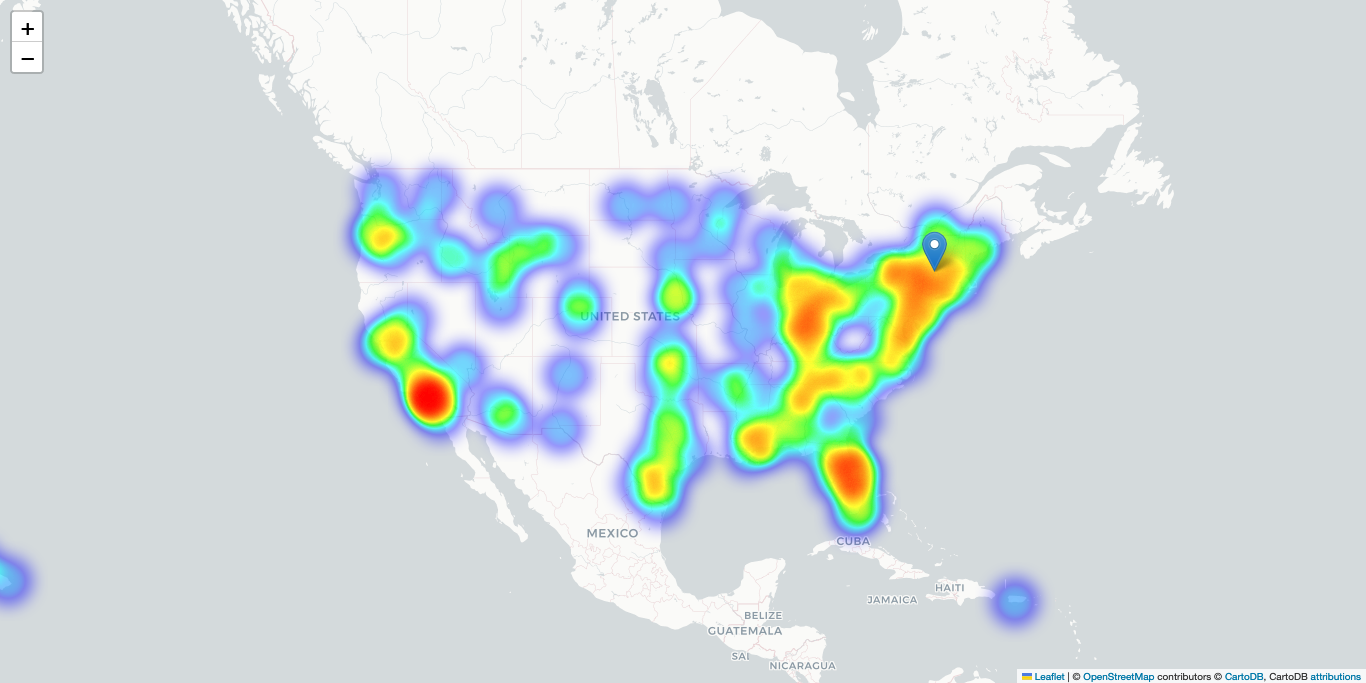 +
−
UNITED STATES
MEXICO
CUBA
HAITI
JAMAICA
BELIZE
GUATEMALA
SAL
NICARAGUA
Leaflet | © OpenStreetMap contributors © CartoDB, CartoDB attributions